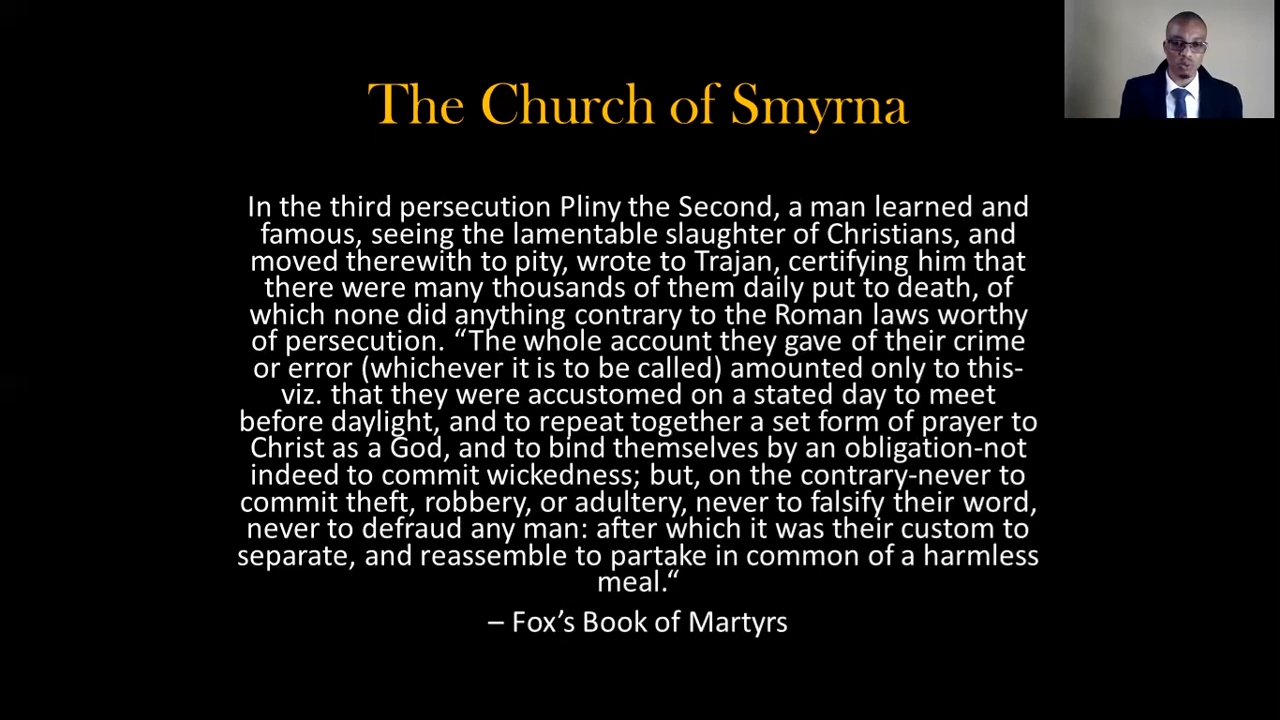 The Church of Smyrna
In the third persecution Pliny the Second, a man learned and
famous, seeing the lamentable slaughter of Christians, and
moved therewith to pity, wrote to Trajan, certifying him that
there were many thousands of them daily put to death, of
which none did anything contrary to the Roman laws worthy
of persecution. “The whole account they gave of their crime
or error (whichever it is to be called) amounted only to this-
viz. that they were accustomed on a stated day to meet
before daylight, and to repeat together a set form of prayer to
Christ as a God, and to bind themselves by an obligation-not
indeed to commit wickedness; but, on the contrary-never to
commit theft, robbery, or adultery, never to falsify their word,
never to defraud any man: after which it was their custom to
separate, and reassemble to partake in common of a harmless
meal.“
– Fox’s Book of Martyrs